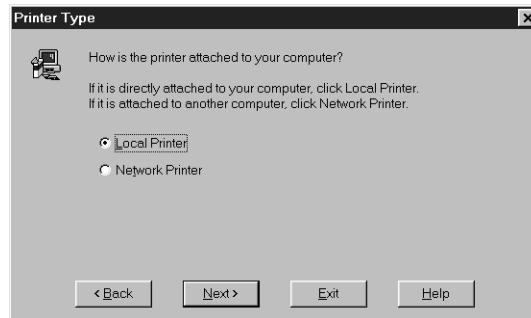 Printer Type
How is the printer attached to your computer?
If it is directly attached to your computer, click Local Printer.
If it is attached to another computer, click Network Printer.
Local Printer
Network Printer
< Back Next > Exit Help